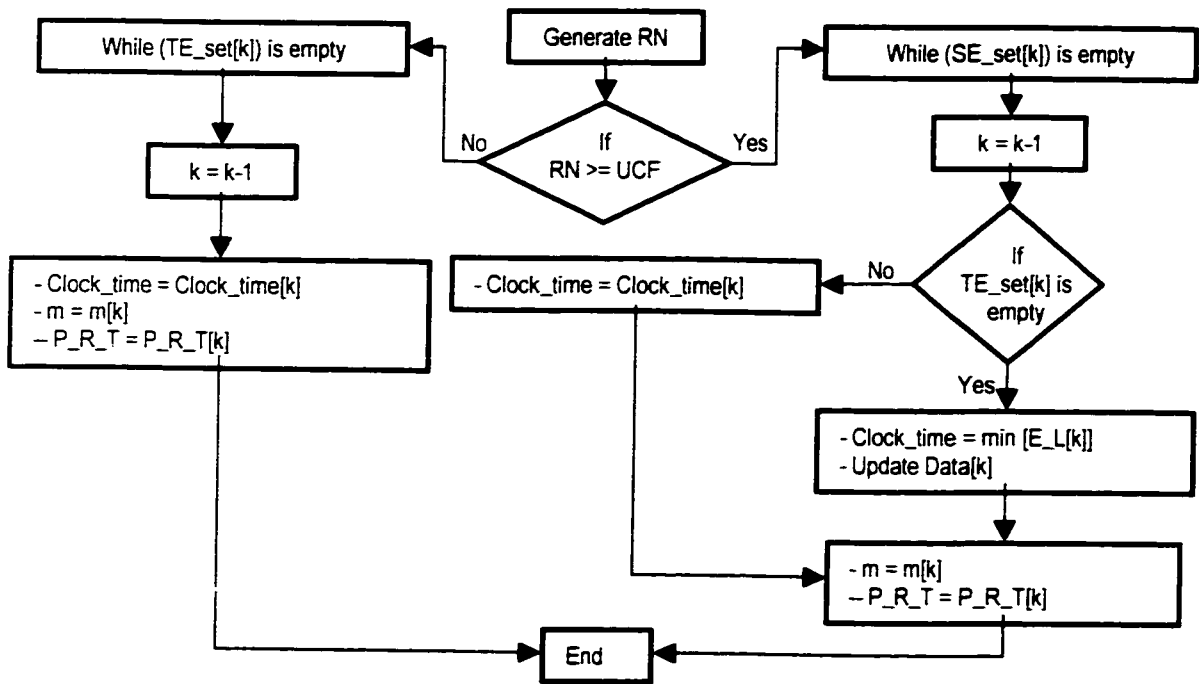 Generate RN
While (TE_set[k]) is empty
While (SE_set[k]) is empty
No
If
RN >= UCF
Yes
k = k-1
k = k-1
- Clock_time = Clock_time[k]
- m = m[k]
– P_R_T = P_R_T[k]
- Clock_time = Clock_time[k]
No
If
TE_set[k] is
empty
Yes
- Clock_time = min [E_L[k]]
- Update Data[k]
- m = m[k]
– P_R_T = P_R_T[k]
End